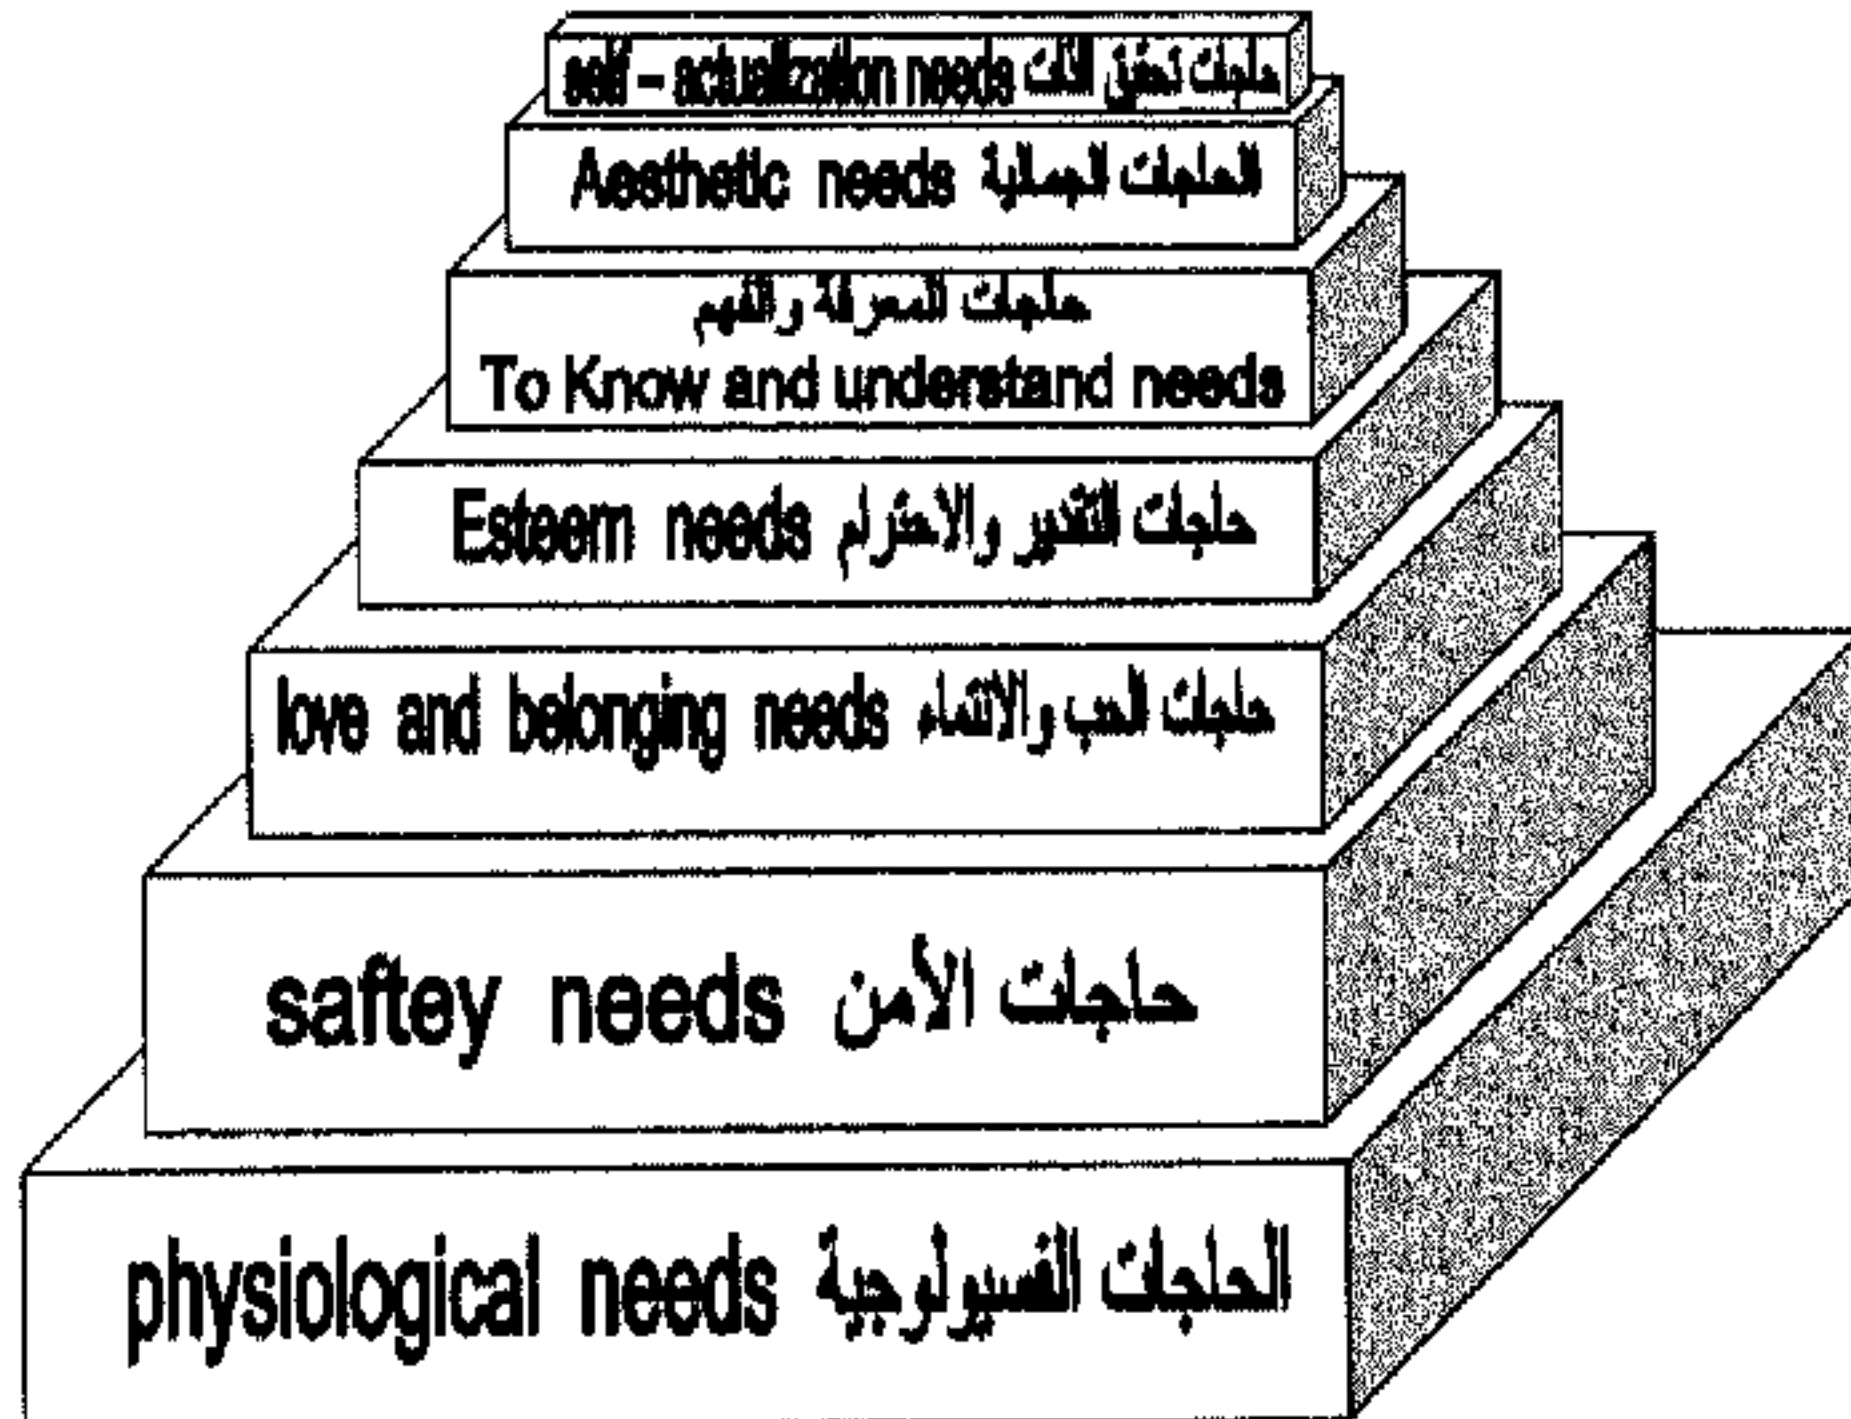 self – actualization needs حاجات تحقيق الذات
Aesthetic needs الحاجات الجمالية
حاجات المعرفة والفهم
To Know and understand needs
Esteem needs حاجات التقدير والاحترام
love and belonging needs حاجات الحب والانتماء
saftey needs حاجات الأمن
physiological needs الحاجات الفسيولوجية